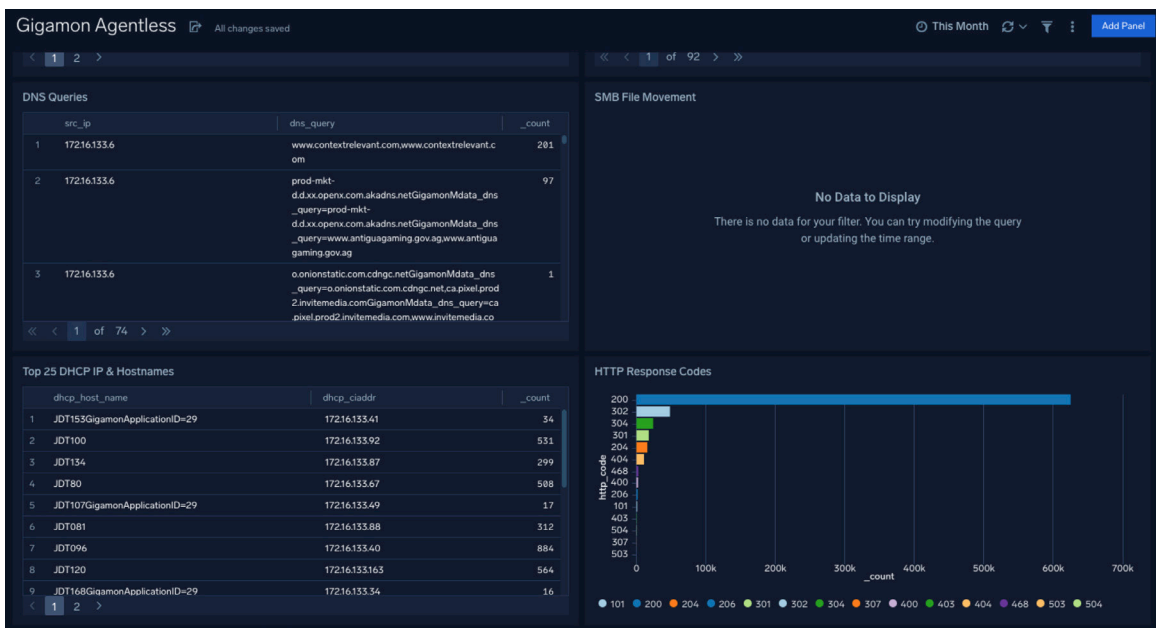 Gigamon Agentless All changes saved This Month Add Panel
< 1 2 >
<< < 1 of 92 > >>
DNS Queries
src_ip dns_query _count
1 172.16.133.6 www.contextrelevant.com,www.contextrelevant.c 201
om
2 172.16.133.6 prod-mkt- 97
d.d.xx.openx.com.akadns.netGigamonMdata_dns
_query=prod-mkt-
d.d.xx.openx.com.akadns.netGigamonMdata_dns
_query=www.antiguagaming.gov.ag,www.antigua
gaming.gov.ag
3 172.16.133.6 o.onionstatic.com.cdngc.netGigamonMdata_dns 1
_query=o.onionstatic.com.cdngc.net,ca.pixel.prod
2.invitemedia.comGigamonMdata_dns_query=ca
.pixel.prod2.invitemedia.com,www.invitemedia.co
<< < 1 of 74 > >>
SMB File Movement
No Data to Display
There is no data for your filter. You can try modifying the query
or updating the time range.
Top 25 DHCP IP & Hostnames
dhcp_host_name dhcp_ciaddr _count
1 JDT153GigamonApplicationID=29 172.16.133.41 34
2 JDT100 172.16.133.92 531
3 JDT134 172.16.133.87 299
4 JDT80 172.16.133.67 508
5 JDT107GigamonApplicationID=29 172.16.133.49 17
6 JDT081 172.16.133.88 312
7 JDT096 172.16.133.40 884
8 JDT120 172.16.133.163 564
9 JDT168GigamonApplicationID=29 172.16.133.34 16
< 1 2 >
HTTP Response Codes
http_code
200
302
304
301
204
404
468
400
206
101
403
504
307
503
0 100k 200k 300k 400k 500k 600k 700k
_count
101 200 204 206 301 302 304 307 400 403 404 468 503 504